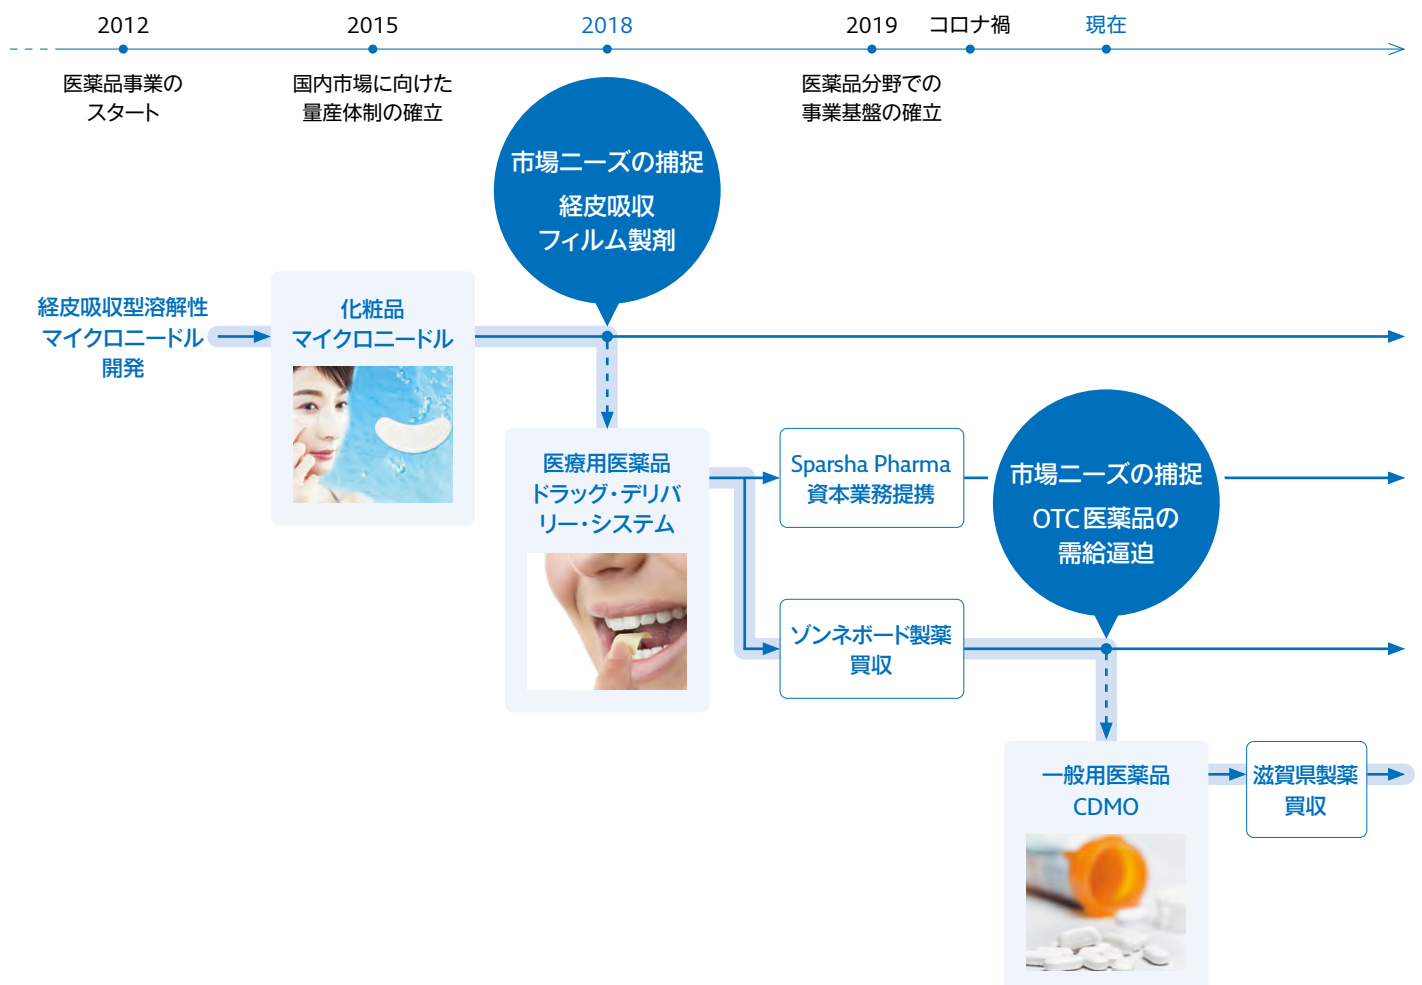 2012
2015
2018
2019
コロナ禍
現在
医薬品事業の
スタート
国内市場に向けた
量産体制の確立
医薬品分野での
事業基盤の確立
市場ニーズの捕捉
経皮吸収
フィルム製剤
経皮吸収型溶解性
マイクロニードル
開発
化粧品
マイクロニードル
医療用医薬品
ドラッグ・デリバ
リー・システム
Sparsha Pharma
資本業務提携
市場ニーズの捕捉
OTC医薬品の
需給逼迫
ゾンネボード製薬
買収
一般用医薬品
CDMO
滋賀県製薬
買収